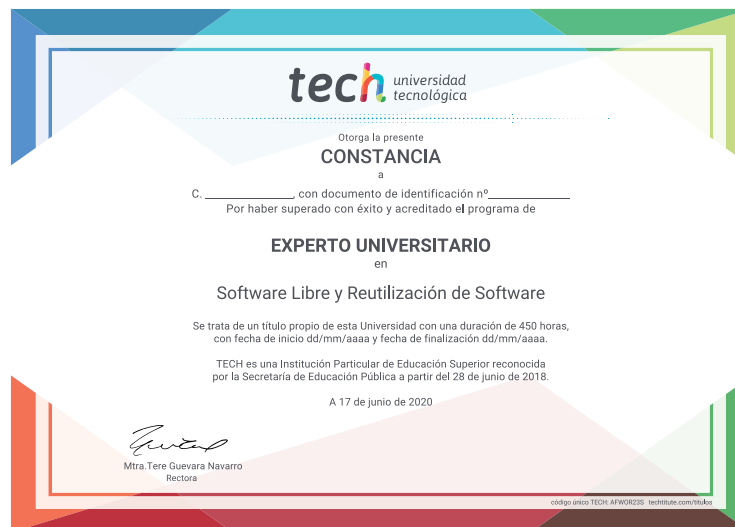 tech universidad
tecnológica
Otorga la presente
CONSTANCIA
a
C. ______________, con documento de identificación nº______________
Por haber superado con éxito y acreditado el programa de
EXPERTO UNIVERSITARIO
en
Software Libre y Reutilización de Software
Se trata de un título propio de esta Universidad con una duración de 450 horas,
con fecha de inicio dd/mm/aaaa y fecha de finalización dd/mm/aaaa.
TECH es una Institución Particular de Educación Superior reconocida
por la Secretaría de Educación Pública a partir del 28 de junio de 2018.
A 17 de junio de 2020
Mtra.Tere Guevara Navarro
Rectora
código único TECH: AFWOR23S techtitute.com/titulos